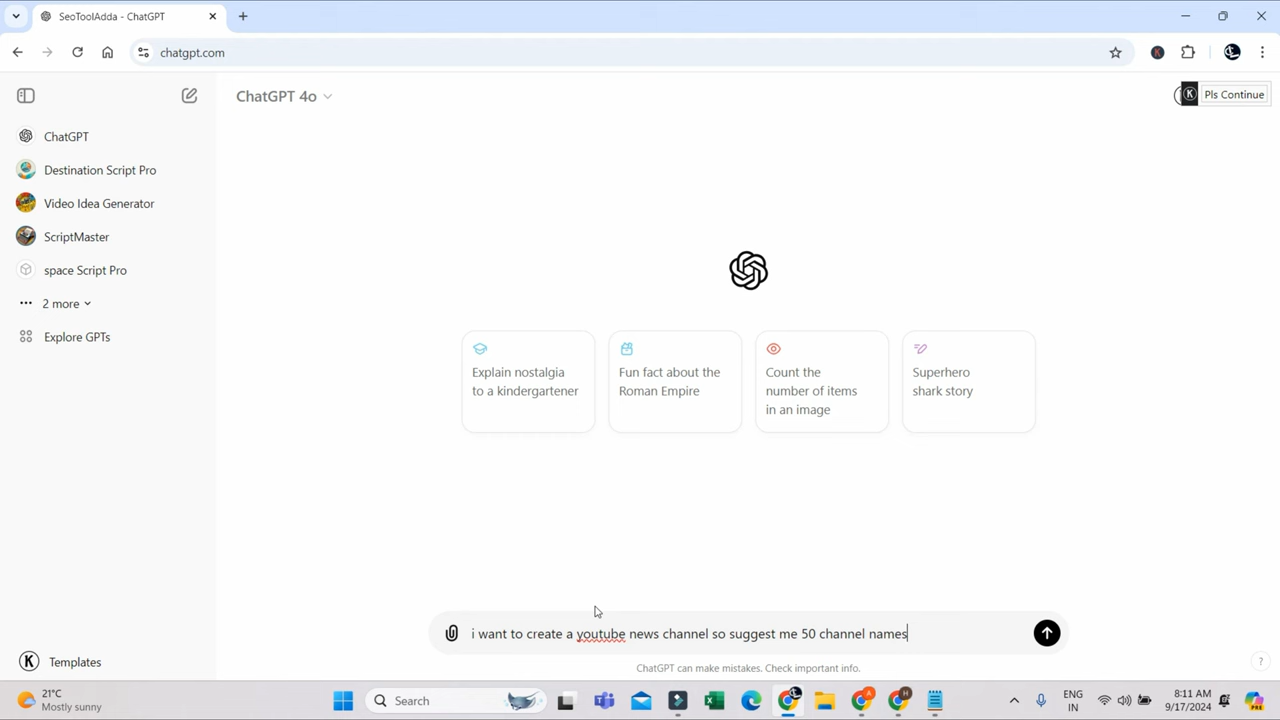 SeoToolAdda - ChatGPT
chatgpt.com
ChatGPT 4o
K
Pls Continue
ChatGPT
Destination Script Pro
Video Idea Generator
ScriptMaster
space Script Pro
2 more
Explore GPTs
Explain nostalgia
to a kindergartener
Fun fact about the
Roman Empire
Count the
number of items
in an image
Superhero
shark story
i want to create a youtube news channel so suggest me 50 channel names
ChatGPT can make mistakes. Check important info.
?
K
Templates
21°C
Mostly sunny
Search
ENG
IN
8:11 AM
9/17/2024